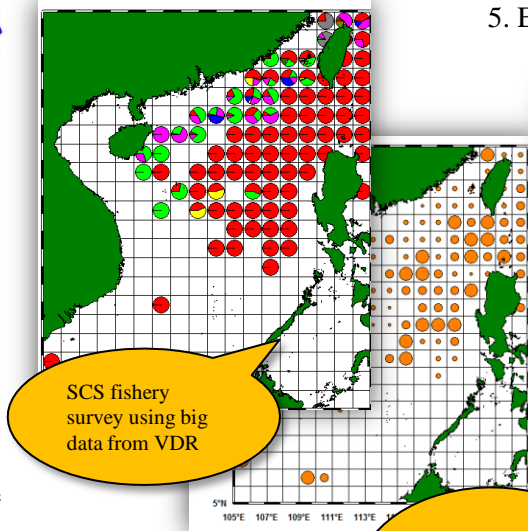 5. E
SCS fishery
survey using big
data from VDR
5°N
105°E 107°E 109°E 111°E 113°E